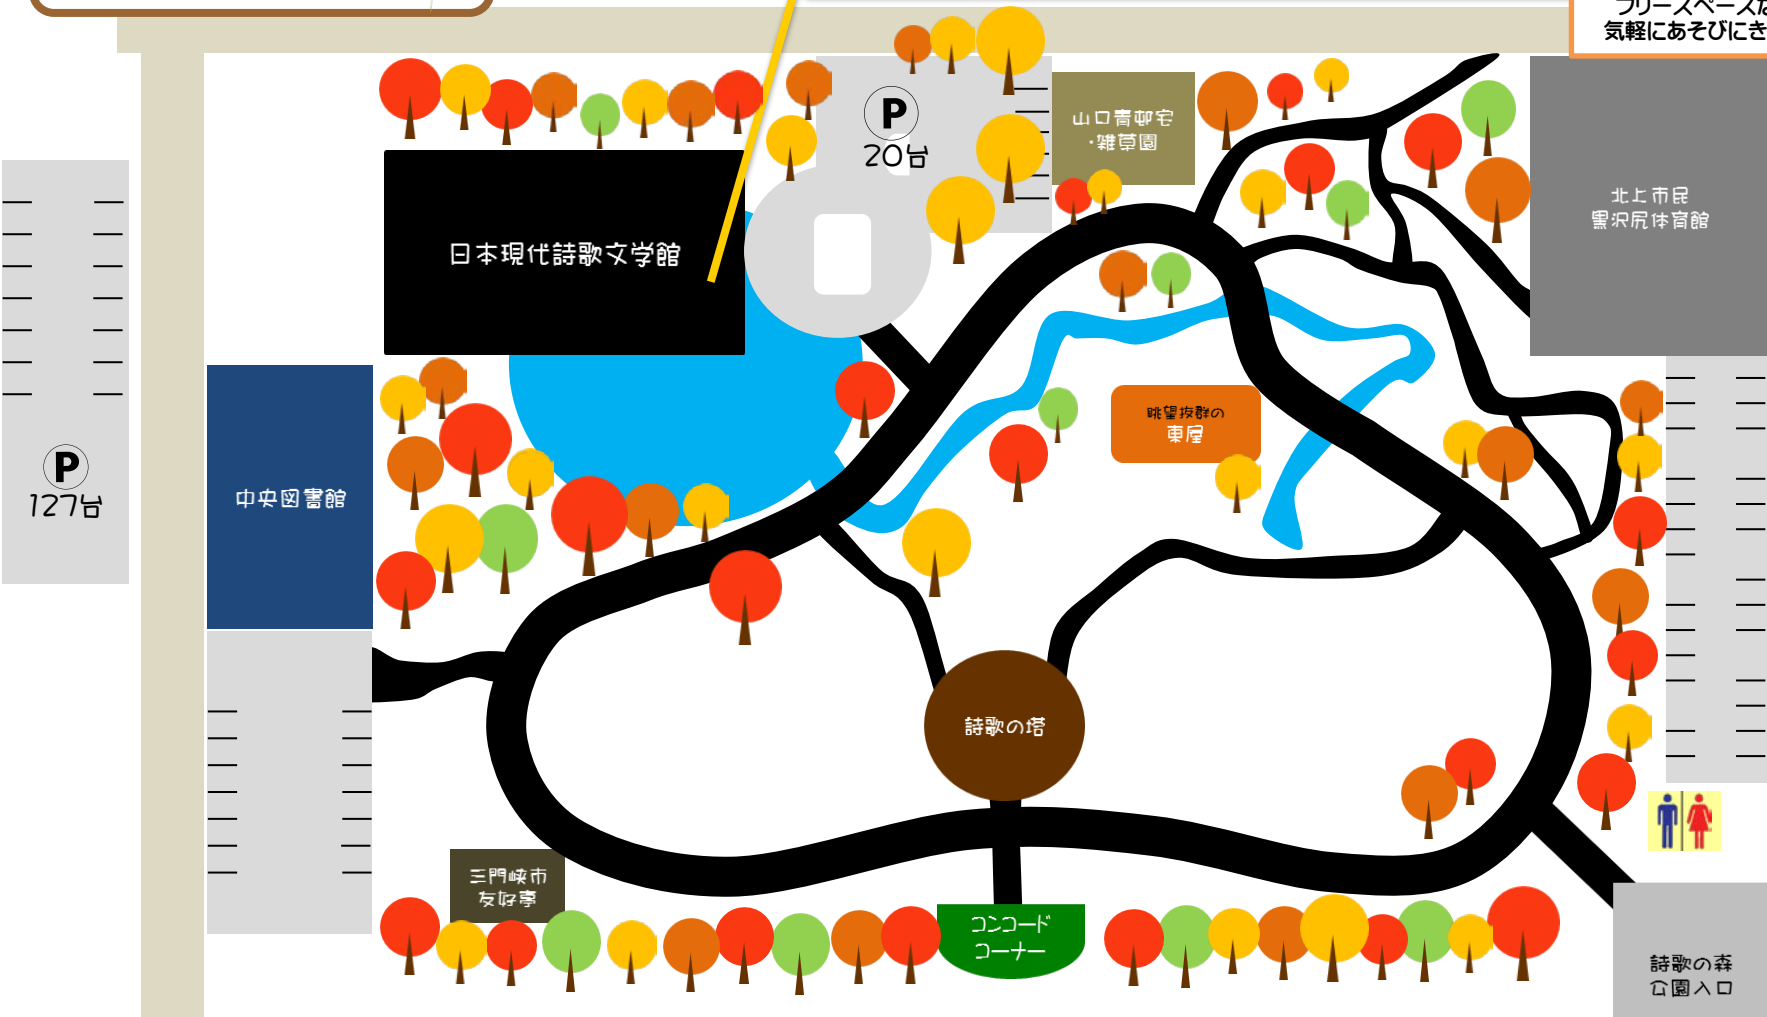 フリースペースだ
気軽にあそびにき
P
20台
山口青邨宅
・雑草園
北上市民
黒沢尻体育館
日本現代詩歌文学館
眺望抜群の
東屋
P
127台
中央図書館
詩歌の塔
三門峡市
友好亭
コンコード
コーナー
詩歌の森
公園入口